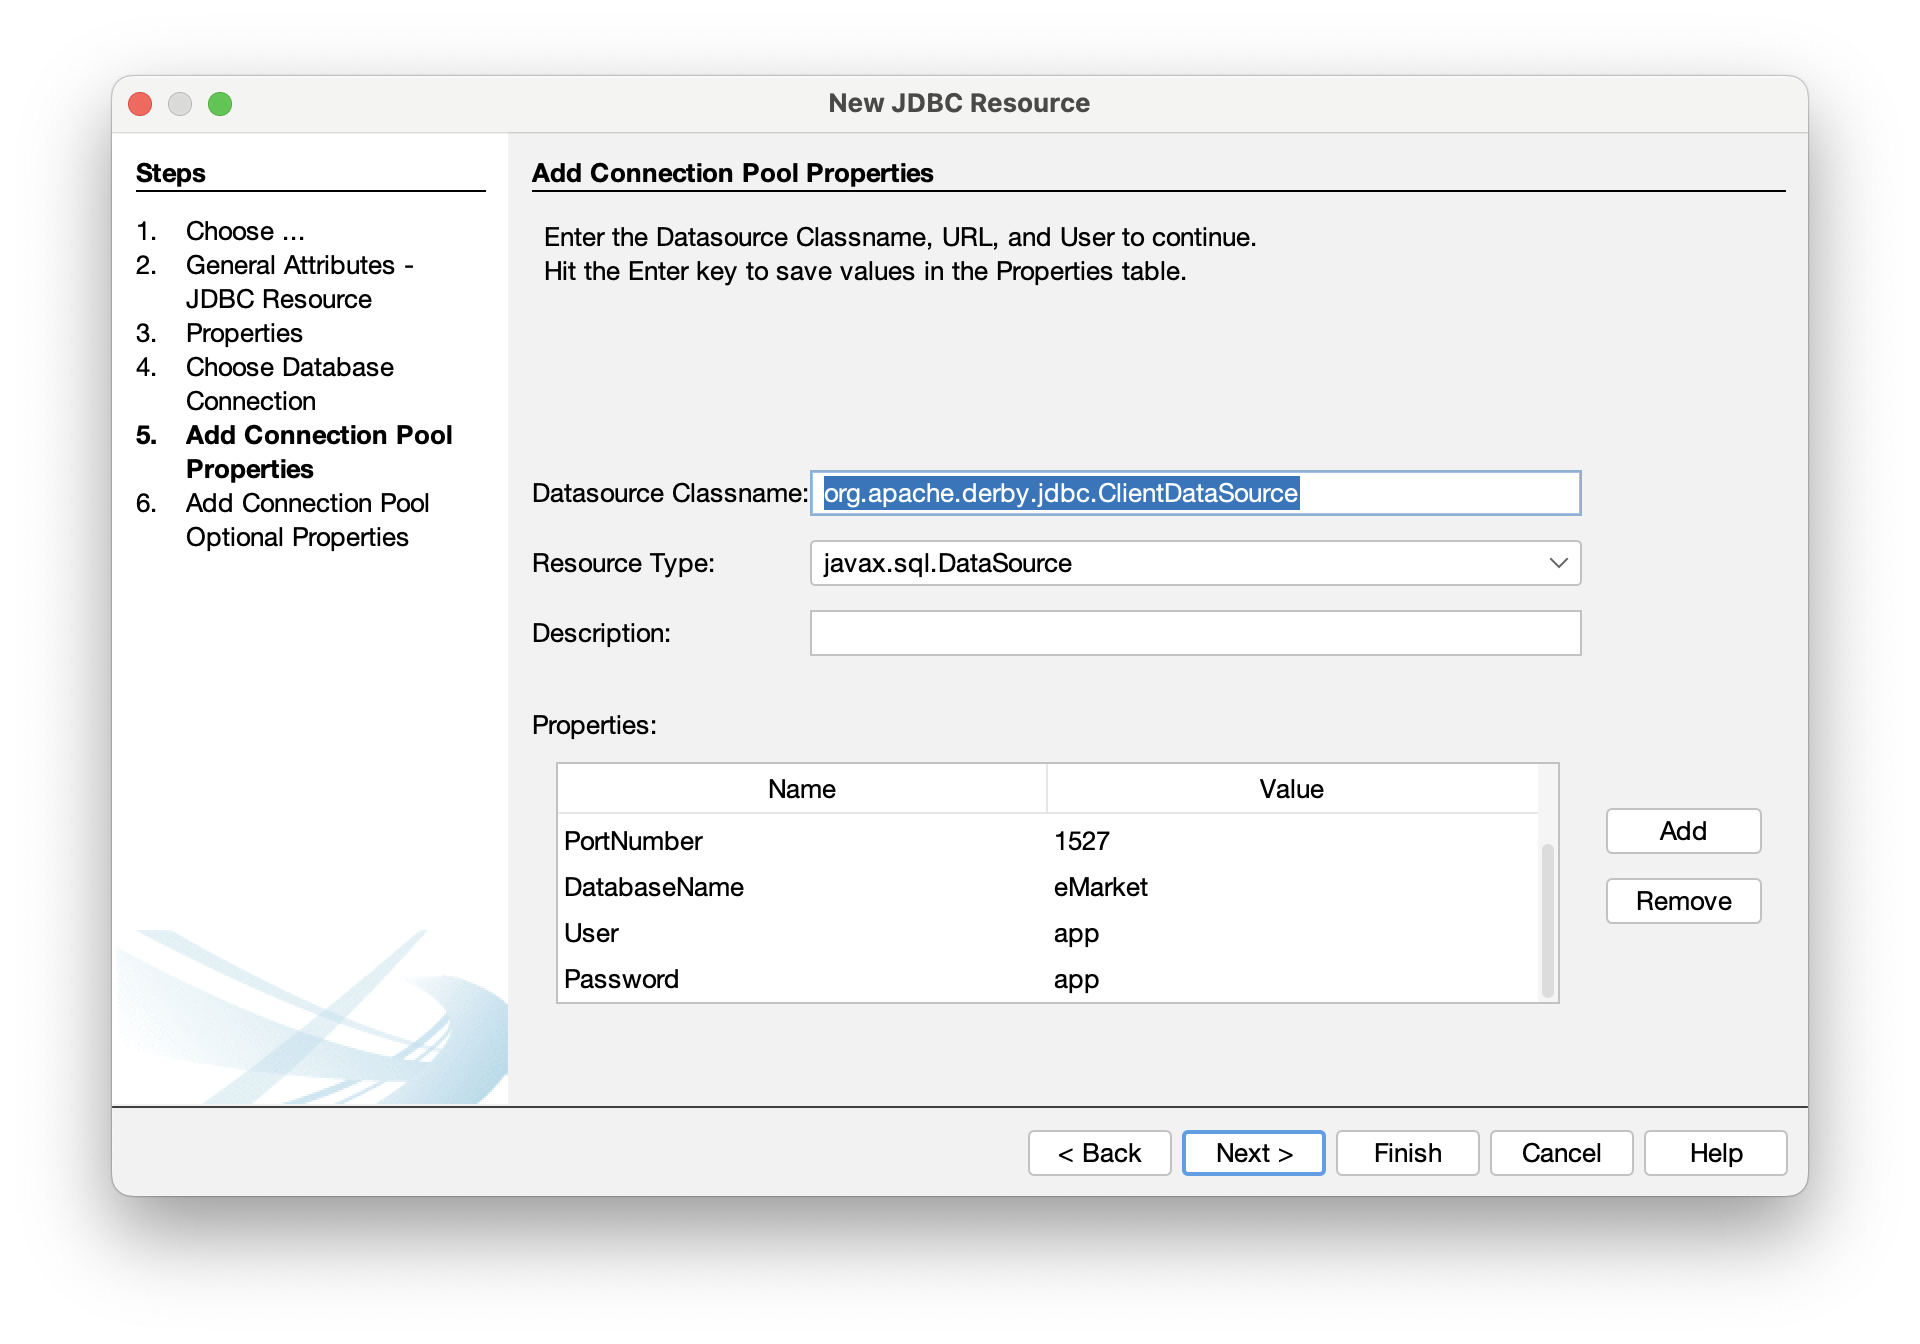 New JDBC Resource
Steps
1. Choose ...
2. General Attributes -
JDBC Resource
3. Properties
4. Choose Database
Connection
5. Add Connection Pool
Properties
6. Add Connection Pool
Optional Properties
Add Connection Pool Properties
Enter the Datasource Classname, URL, and User to continue.
Hit the Enter key to save values in the Properties table.
Datasource Classname: org.apache.derby.jdbc.ClientDataSource
Resource Type: javax.sql.DataSource
Description:
Properties:
Name Value
PortNumber 1527
DatabaseName eMarket
User app
Password app
Add
Remove
< Back Next > Finish Cancel Help